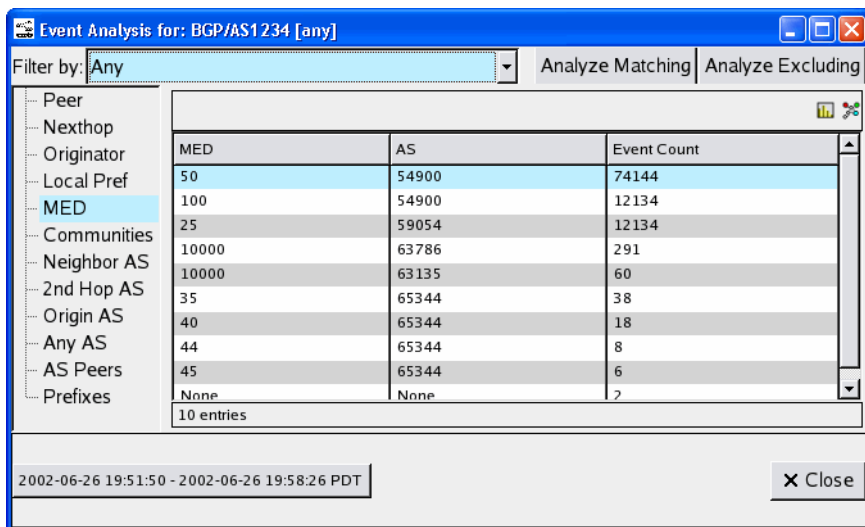 Event Analysis for: BGP/AS1234 [any]
Filter by: Any Analyze Matching Analyze Excluding
Peer
Nexthop
Originator
Local Pref
MED
Communities
Neighbor AS
2nd Hop AS
Origin AS
Any AS
AS Peers
Prefixes
MED AS Event Count
50 54900 74144
100 54900 12134
25 59054 12134
10000 63786 291
10000 63135 60
35 65344 38
40 65344 18
44 65344 8
45 65344 6
None None 2
10 entries
2002-06-26 19:51:50 - 2002-06-26 19:58:26 PDT
Close